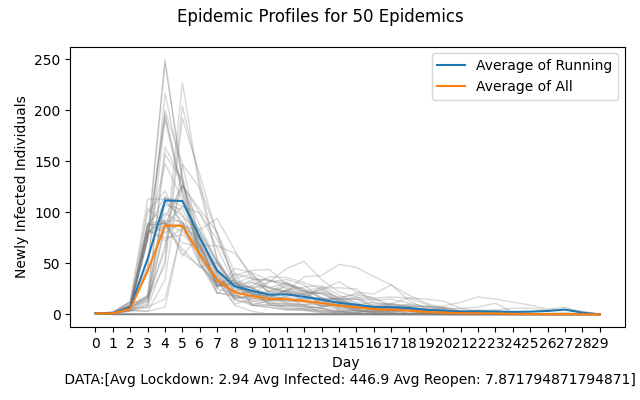 Epidemic Profiles for 50 Epidemics
250
200
150
100
50
0
Newly Infected Individuals
Average of Running
Average of All
0 1 2 3 4 5 6 7 8 9 10 11 12 13 14 15 16 17 18 19 20 21 22 23 24 25 26 27 28 29
Day
DATA:[Avg Lockdown: 2.94 Avg Infected: 446.9 Avg Reopen: 7.871794871794871]